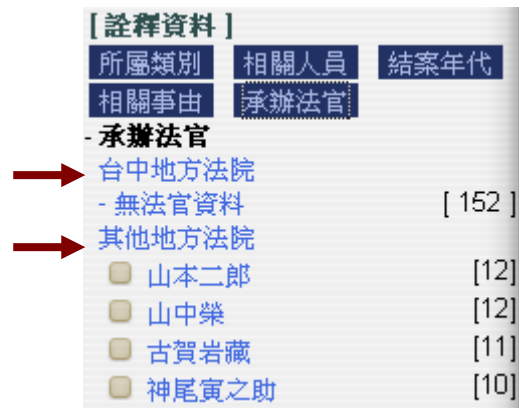 [詮釋資料]
所屬類別 相關人員 結案年代
相關事由 承辦法官
- 承辦法官
台中地方法院
- 無法官資料 [ 152 ]
其他地方法院
山本二郎 [12]
山中榮 [12]
古賀岩藏 [11]
神尾寅之助 [10]